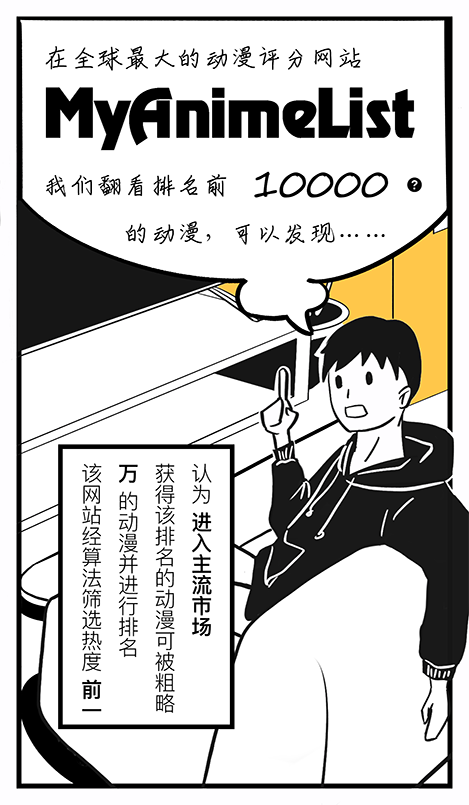 在全球最大的动漫评分网站
MyAnimeList
我们翻看排名前 10000 ?
的动漫，可以发现……
该网站经算法筛选热度 前一
万 的动漫并进行排名
获得该排名的动漫可被粗略
认为 进入主流市场